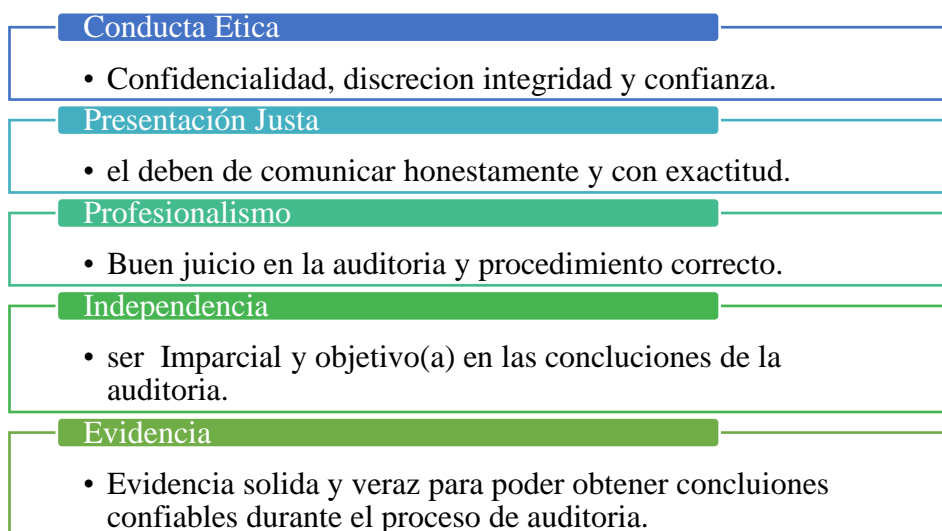 Conducta Etica
• Confidencialidad, discrecion integridad y confianza.
Presentación Justa
• el deben de comunicar honestamente y con exactitud.
Profesionalismo
• Buen juicio en la auditoria y procedimiento correcto.
Independencia
• ser  Imparcial y objetivo(a) en las concluciones de la
auditoria.
Evidencia
• Evidencia solida y veraz para poder obtener concluiones
confiables durante el proceso de auditoria.